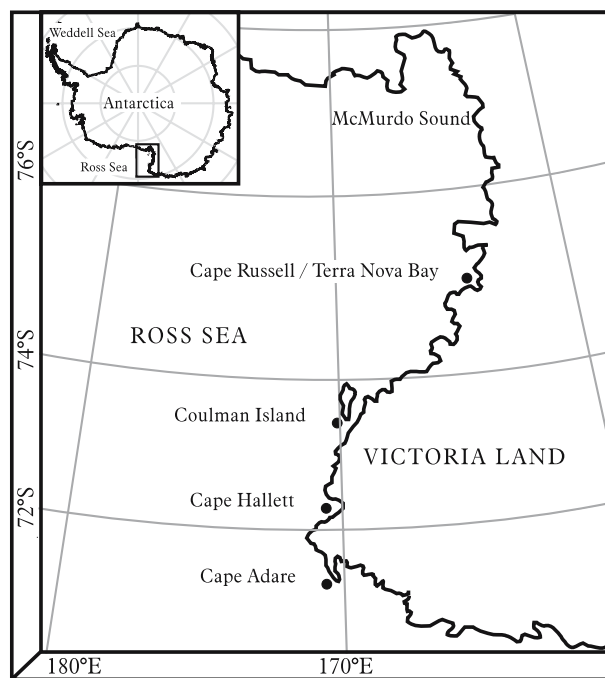 Weddell Sea
Antarctica
Ross Sea
McMurdo Sound
76°S
Cape Russell / Terra Nova Bay
ROSS SEA
74°S
Coulman Island
VICTORIA LAND
Cape Hallett
72°S
Cape Adare
180°E
170°E